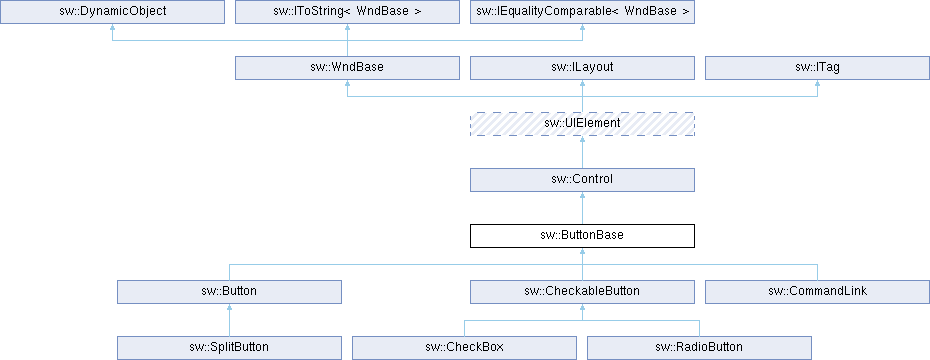 sw::DynamicObject
sw::IToString< WndBase >
sw::IEqualityComparable< WndBase >
sw::WndBase
sw::ILayout
sw::ITag
sw::UIElement
sw::Control
sw::ButtonBase
sw::Button
sw::CheckableButton
sw::CommandLink
sw::SplitButton
sw::CheckBox
sw::RadioButton